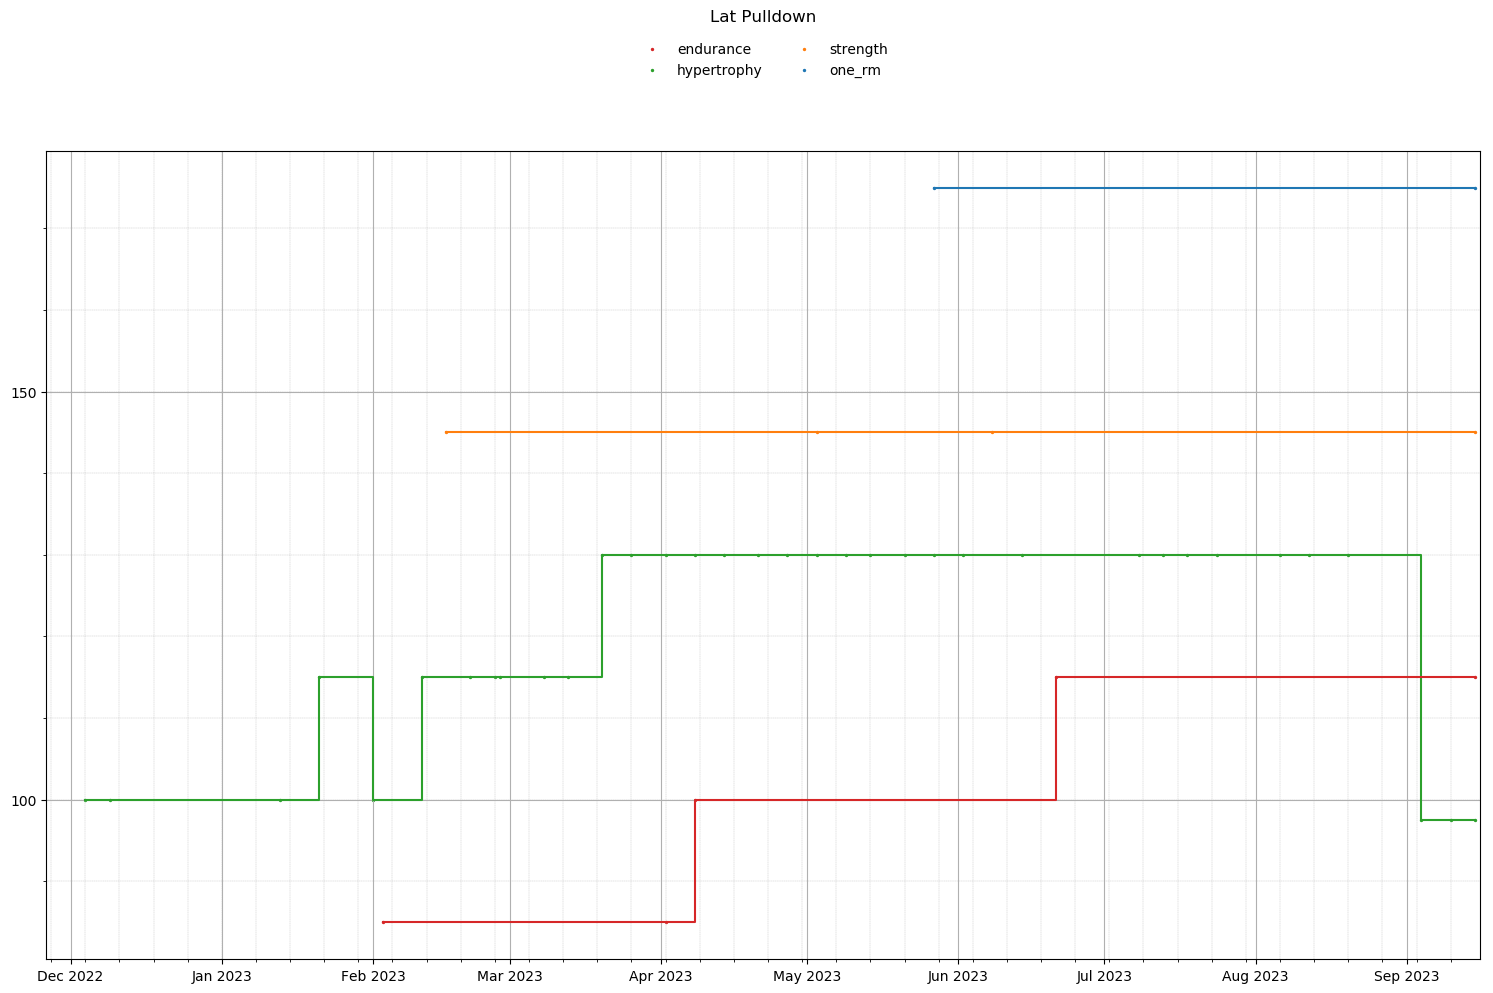 Lat Pulldown
endurance strength
hypertrophy one_rm
150
100
Dec 2022 Jan 2023 Feb 2023 Mar 2023 Apr 2023 May 2023 Jun 2023 Jul 2023 Aug 2023 Sep 2023